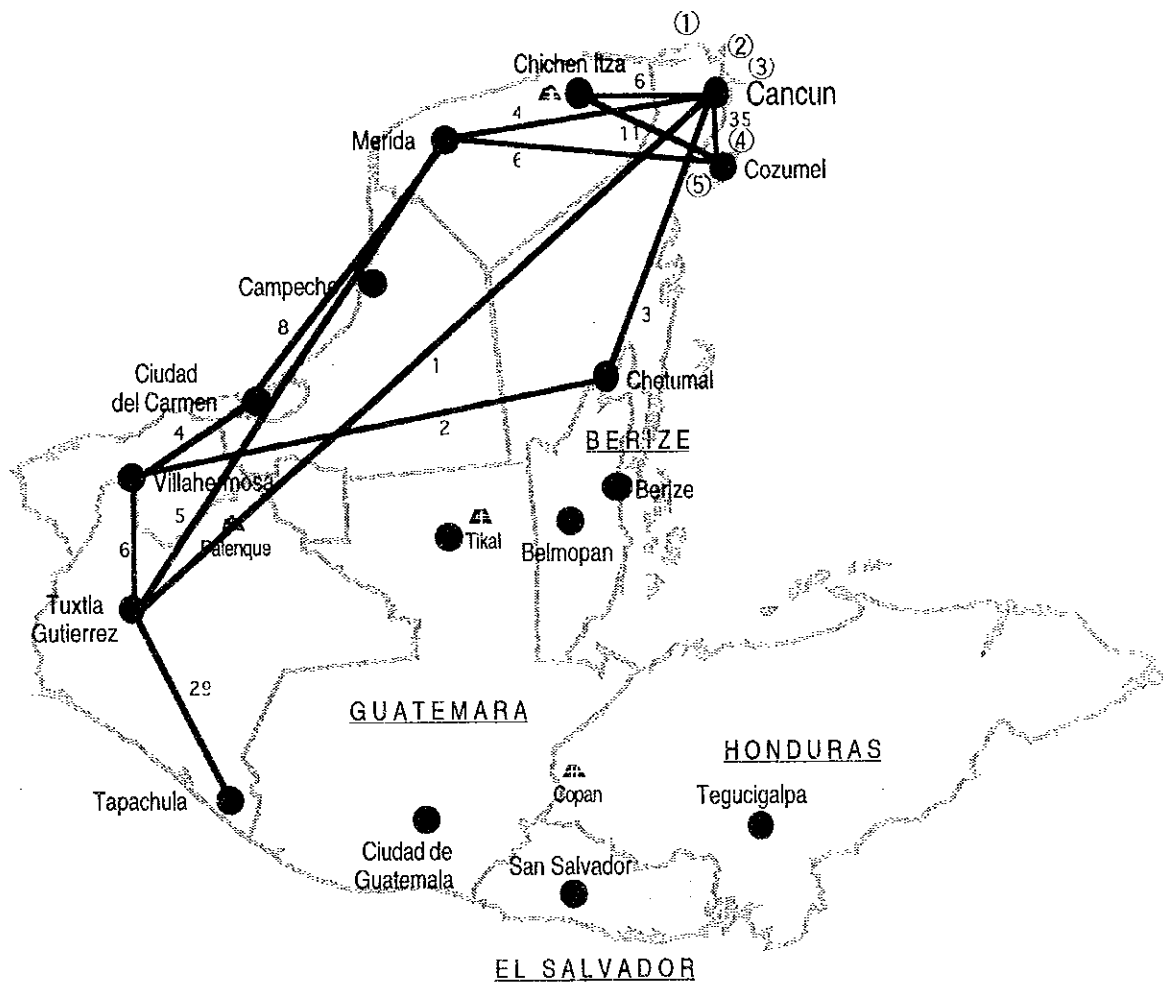 ①
②
Chichen Itza
③
6
Cancun
4
35
11
④
Merida
6
Cozumel
⑤
Campeche
3
8
1
Ciudad
del Carmen
Chetumal
4
2
BERIZE
Villahermosa
Berize
5
Palenque
Tikal
Belmopan
6
Tuxtla
Gutierrez
29
GUATEMARA
HONDURAS
Tapachula
Copan
Tegucigalpa
Ciudad de
Guatemala
San Salvador
EL SALVADOR